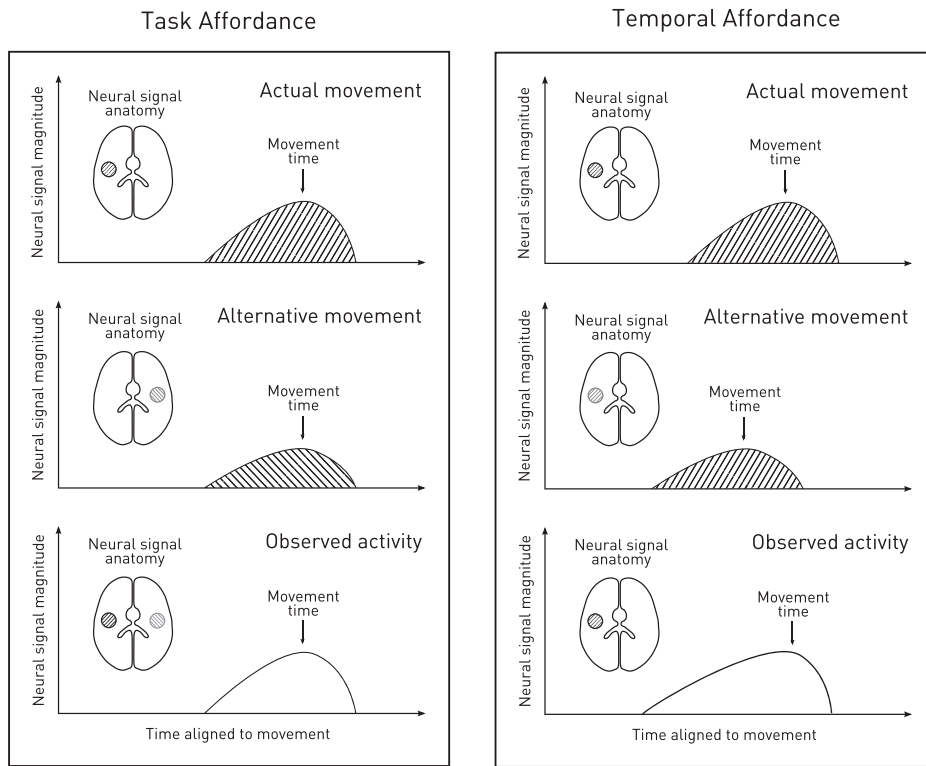 Task Affordance
Neural signal magnitude
Neural signal
anatomy
Actual movement
Movement
time
Neural signal magnitude
Neural signal
anatomy
Alternative movement
Movement
time
Neural signal magnitude
Neural signal
anatomy
Observed activity
Movement
time
Time aligned to movement
Temporal Affordance
Neural signal magnitude
Neural signal
anatomy
Actual movement
Movement
time
Neural signal magnitude
Neural signal
anatomy
Alternative movement
Movement
time
Neural signal magnitude
Neural signal
anatomy
Observed activity
Movement
time
Time aligned to movement